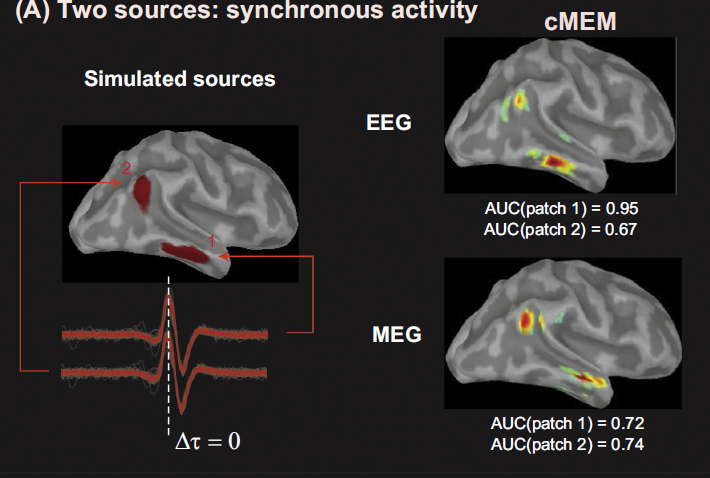 (A) Two sources: synchronous activity
cMEM
Simulated sources
EEG
2
1
AUC(patch 1) = 0.95
AUC(patch 2) = 0.67
MEG
Δτ = 0
AUC(patch 1) = 0.72
AUC(patch 2) = 0.74